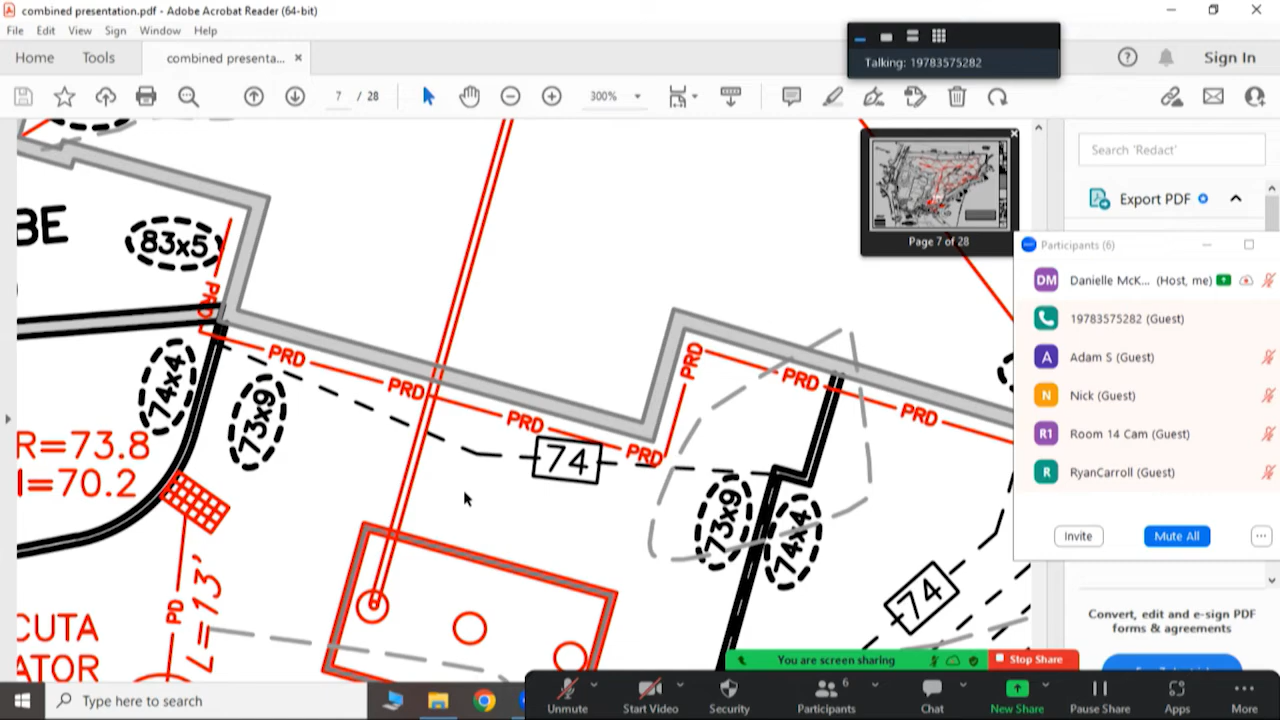 combined presentation.pdf - Adobe Acrobat Reader (64-bit)
File Edit View Sign Window Help
Home Tools combined presenta... ×
Talking: 19783575282
Sign In
7 / 28
300%
Search 'Redact'
Export PDF
Page 7 of 28
BE
83x5
PRD
74x4
73x9
PRD
PRD
PRD
PRD
PRD
PRD
PRD
74
73x9
74x4
74
R=73.8
I=70.2
PD
L=13'
CUTA
ATOR
Participants (6)
DM Danielle McK... (Host, me)
19783575282 (Guest)
A Adam S (Guest)
N Nick (Guest)
R1 Room 14 Cam (Guest)
R RyanCarroll (Guest)
Invite Mute All ...
Convert, edit and e-sign PDF
forms & agreements
You are screen sharing Stop Share
Type here to search
Unmute Start Video Security Participants 6 Chat New Share Pause Share Apps More